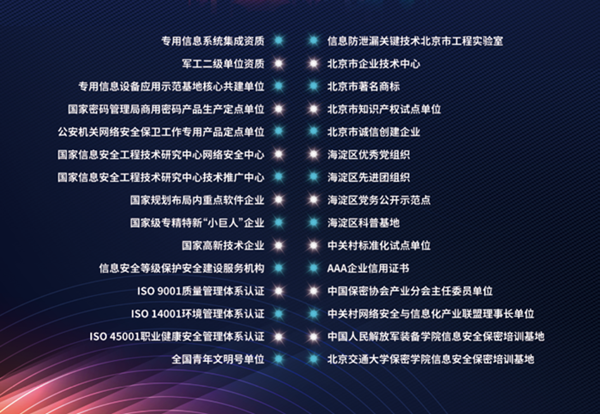 专用信息系统集成资质
军工二级单位资质
专用信息设备应用示范基地核心共建单位
国家密码管理局商用密码产品生产定点单位
公安机关网络安全保卫工作专用产品定点单位
国家信息安全工程技术研究中心网络安全中心
国家信息安全工程技术研究中心技术推广中心
国家规划布局内重点软件企业
国家级专精特新“小巨人”企业
国家高新技术企业
信息安全等级保护安全建设服务机构
ISO 9001质量管理体系认证
ISO 14001环境管理体系认证
ISO 45001职业健康安全管理体系认证
全国青年文明号单位
信息防泄漏关键技术北京市工程实验室
北京市企业技术中心
北京市著名商标
北京市知识产权试点单位
北京市诚信创建企业
海淀区优秀党组织
海淀区先进团组织
海淀区党务公开示范点
海淀区科普基地
中关村标准化试点单位
AAA企业信用证书
中国保密协会产业分会主任委员单位
中关村网络安全与信息化产业联盟理事长单位
中国人民解放军装备学院信息安全保密培训基地
北京交通大学保密学院信息安全保密培训基地